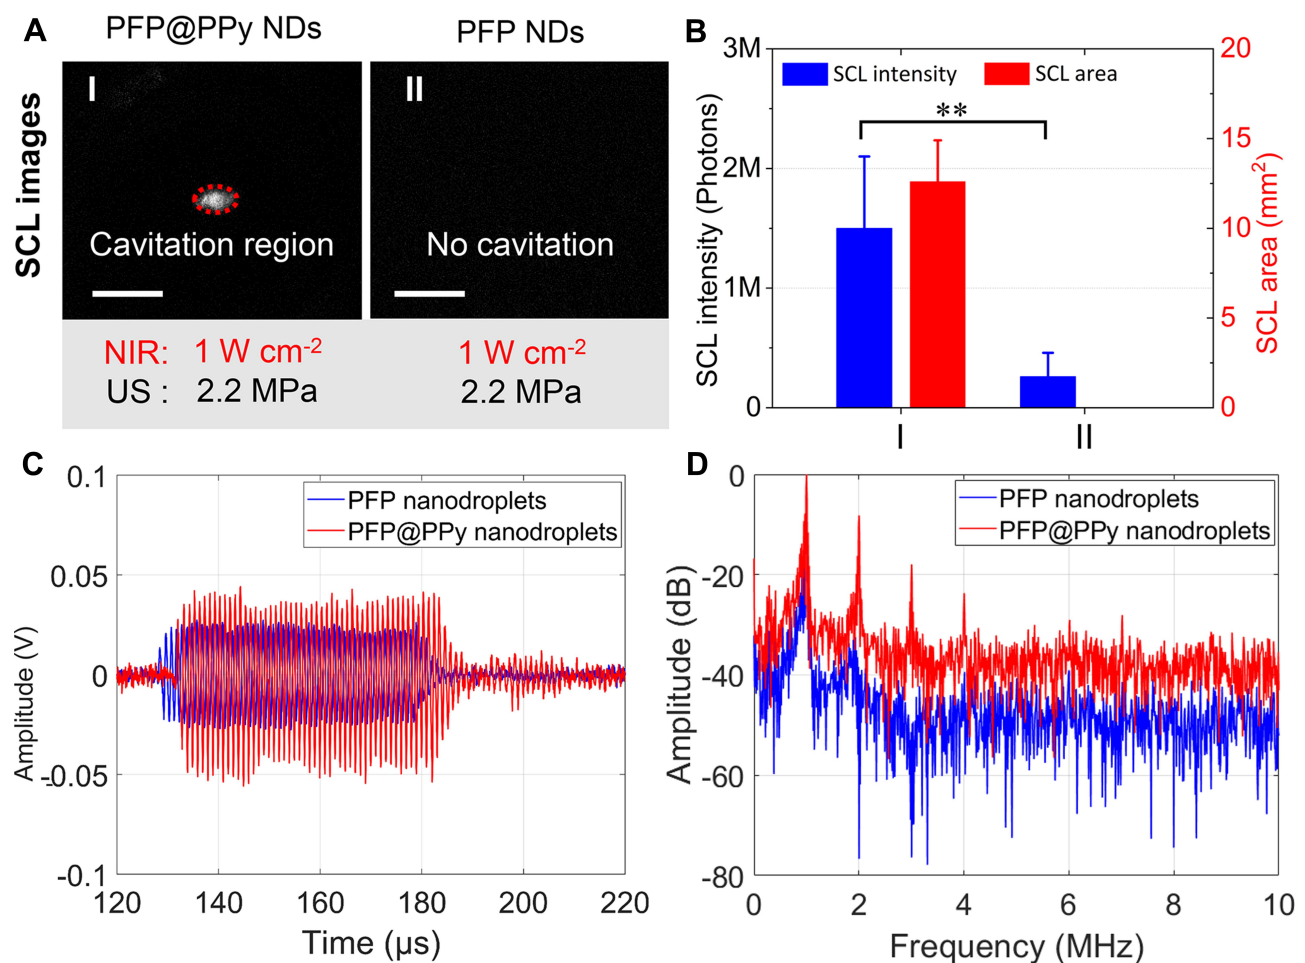 A
PFP@PPy NDs
PFP NDs
SCL images
I
II
Cavitation region
No cavitation
NIR: 1 W cm-2
1 W cm-2
US : 2.2 MPa
2.2 MPa
B
3M
2M
1M
0
SCL intensity (Photons)
SCL intensity
SCL area
**
20
15
10
5
0
SCL area (mm2)
I
II
C
0.1
0.05
0
-0.05
-0.1
Amplitude (V)
PFP nanodroplets
PFP@PPy nanodroplets
120 140 160 180 200 220
Time (µs)
D
0
-20
-40
-60
-80
Amplitude (dB)
PFP nanodroplets
PFP@PPy nanodroplets
0 2 4 6 8 10
Frequency (MHz)